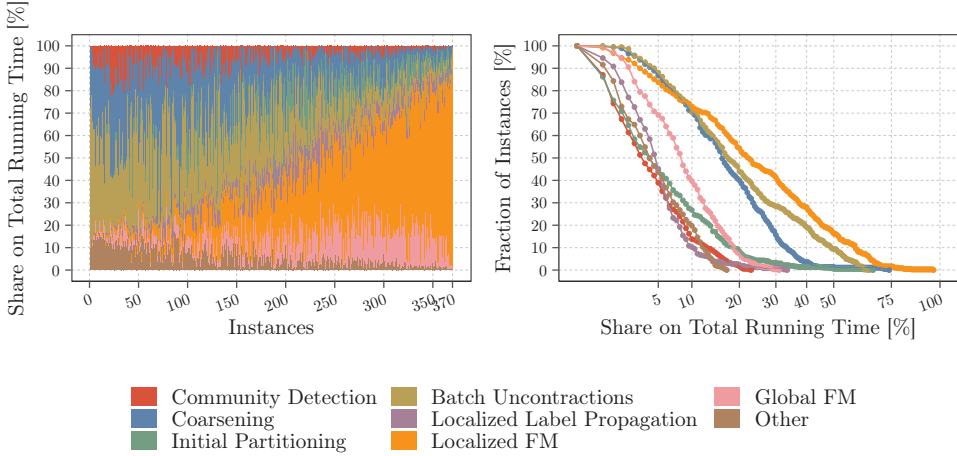 Share on Total Running Time [%]
100
90
80
70
60
50
40
30
20
10
0
0 50 100 150 200 250 300 350 370
Instances
Fraction of Instances [%]
100
90
80
70
60
50
40
30
20
10
0
5 10 20 30 40 50 75 100
Share on Total Running Time [%]
Community Detection
Coarsening
Initial Partitioning
Batch Uncontractions
Localized Label Propagation
Localized FM
Global FM
Other